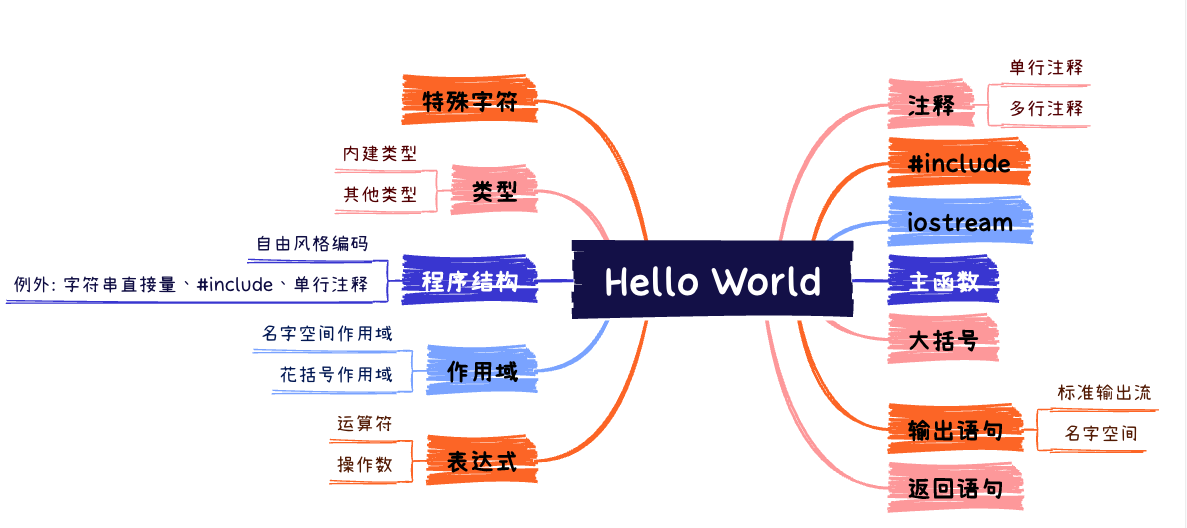 Hello World
注释
单行注释
多行注释
#include
iostream
主函数
大括号
输出语句
标准输出流
名字空间
返回语句
特殊字符
类型
内建类型
其他类型
程序结构
自由风格编码
例外: 字符串直接量、#include、单行注释
作用域
名字空间作用域
花括号作用域
表达式
运算符
操作数